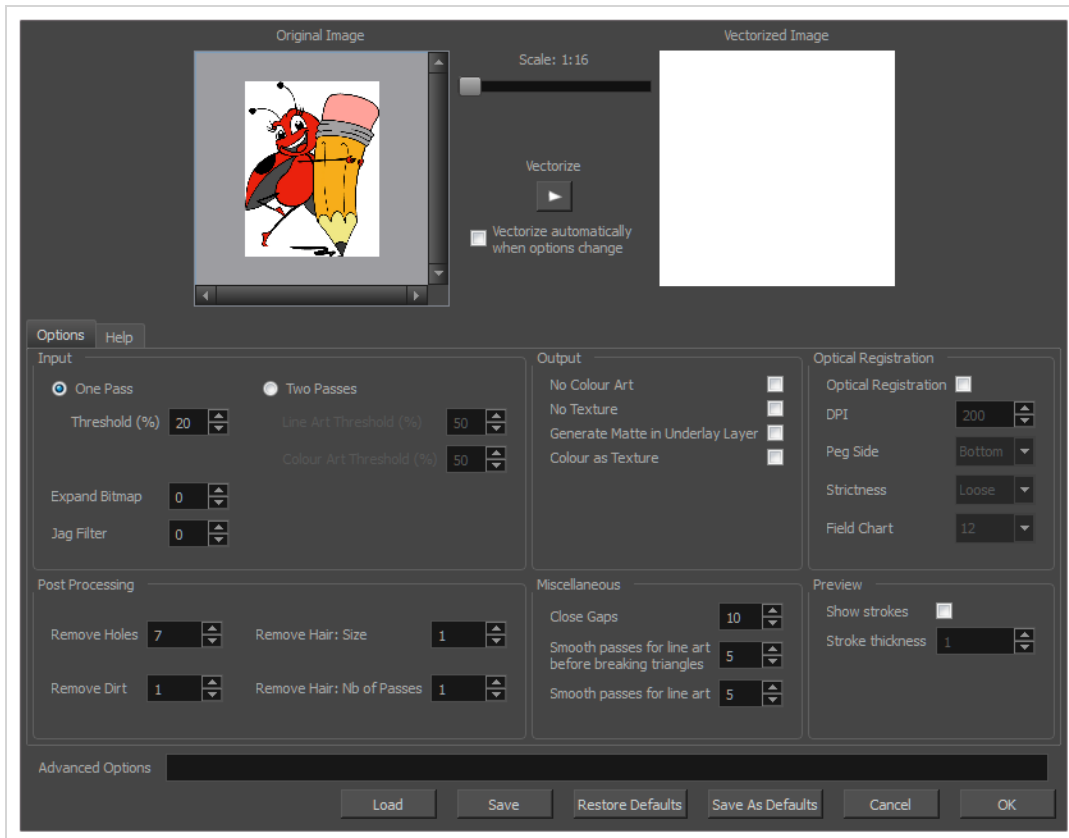 Original Image
Vectorized Image
Scale: 1:16
Vectorize
Vectorize automatically
when options change
Options
Help
Input
One Pass
Two Passes
Threshold (%) 20
Line Art Threshold (%) 50
Colour Art Threshold (%) 50
Expand Bitmap 0
Jag Filter 0
Output
No Colour Art
No Texture
Generate Matte in Underlay Layer
Colour as Texture
Optical Registration
Optical Registration
DPI 200
Peg Side Bottom
Strictness Loose
Field Chart 12
Post Processing
Remove Holes 7
Remove Hair: Size 1
Remove Dirt 1
Remove Hair: Nb of Passes 1
Miscellaneous
Close Gaps 10
Smooth passes for line art
before breaking triangles 5
Smooth passes for line art 5
Preview
Show strokes
Stroke thickness 1
Advanced Options
Load
Save
Restore Defaults
Save As Defaults
Cancel
OK